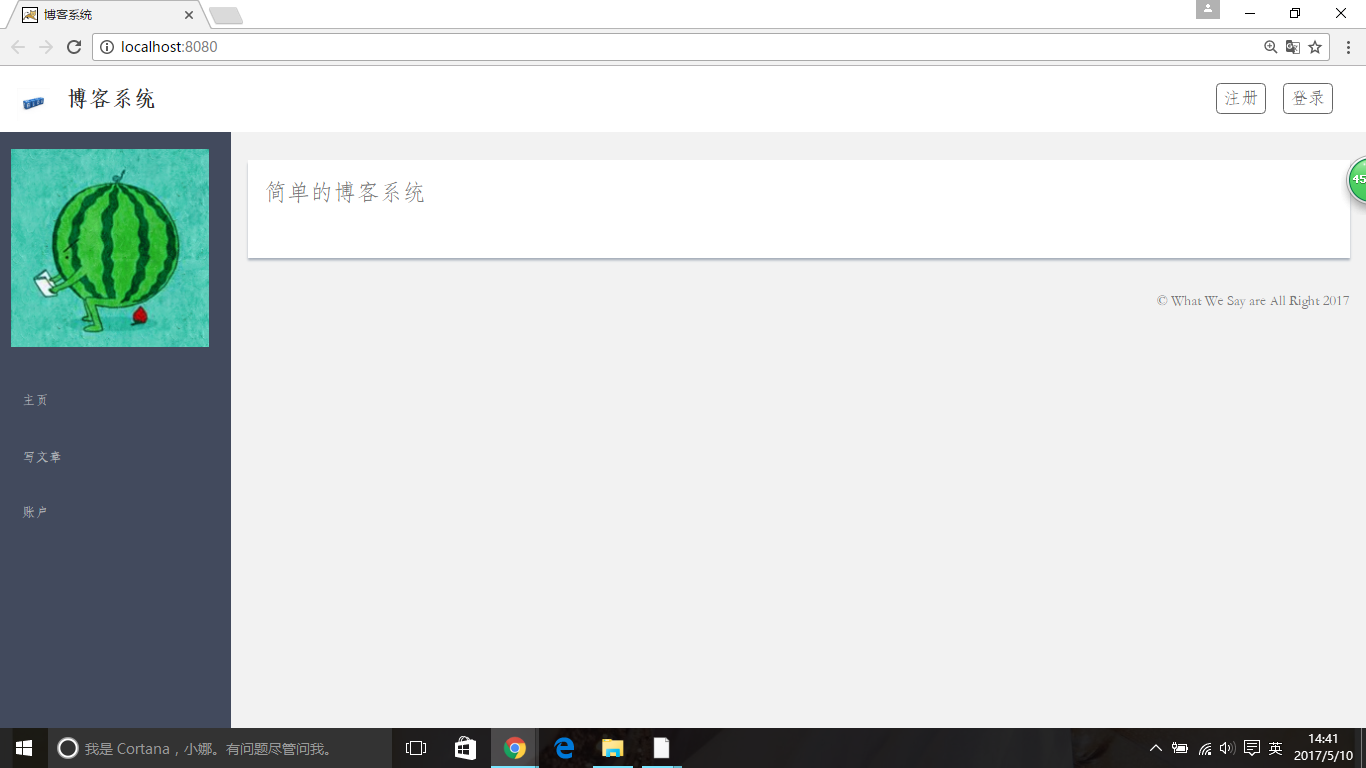 博客系统
localhost:8080
博客系统
注册
登录
简单的博客系统
45
© What We Say are All Right 2017
主页
写文章
账户
我是 Cortana，小娜。有问题尽管问我。
英
14:41
2017/5/10